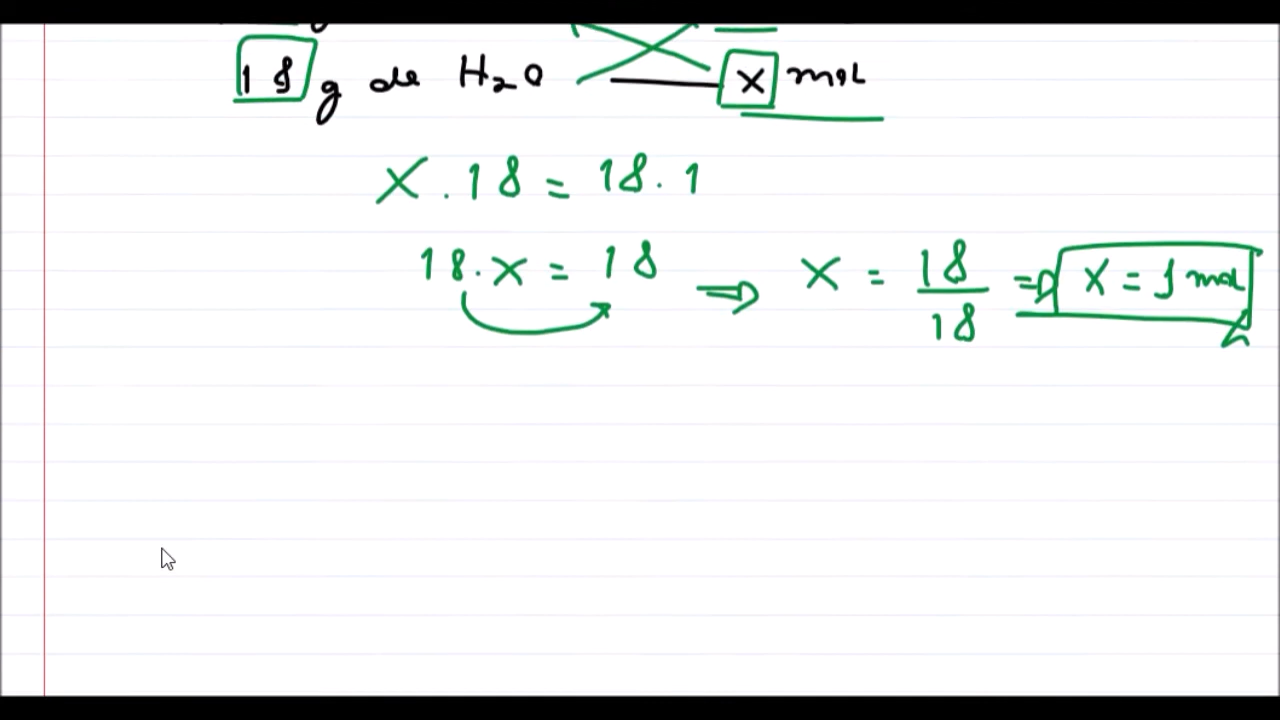 18 g de H2O X mol
X . 18 = 18 . 1
18 . x = 18 ⇒ X = 18/18 ⇒ X = 1 mol